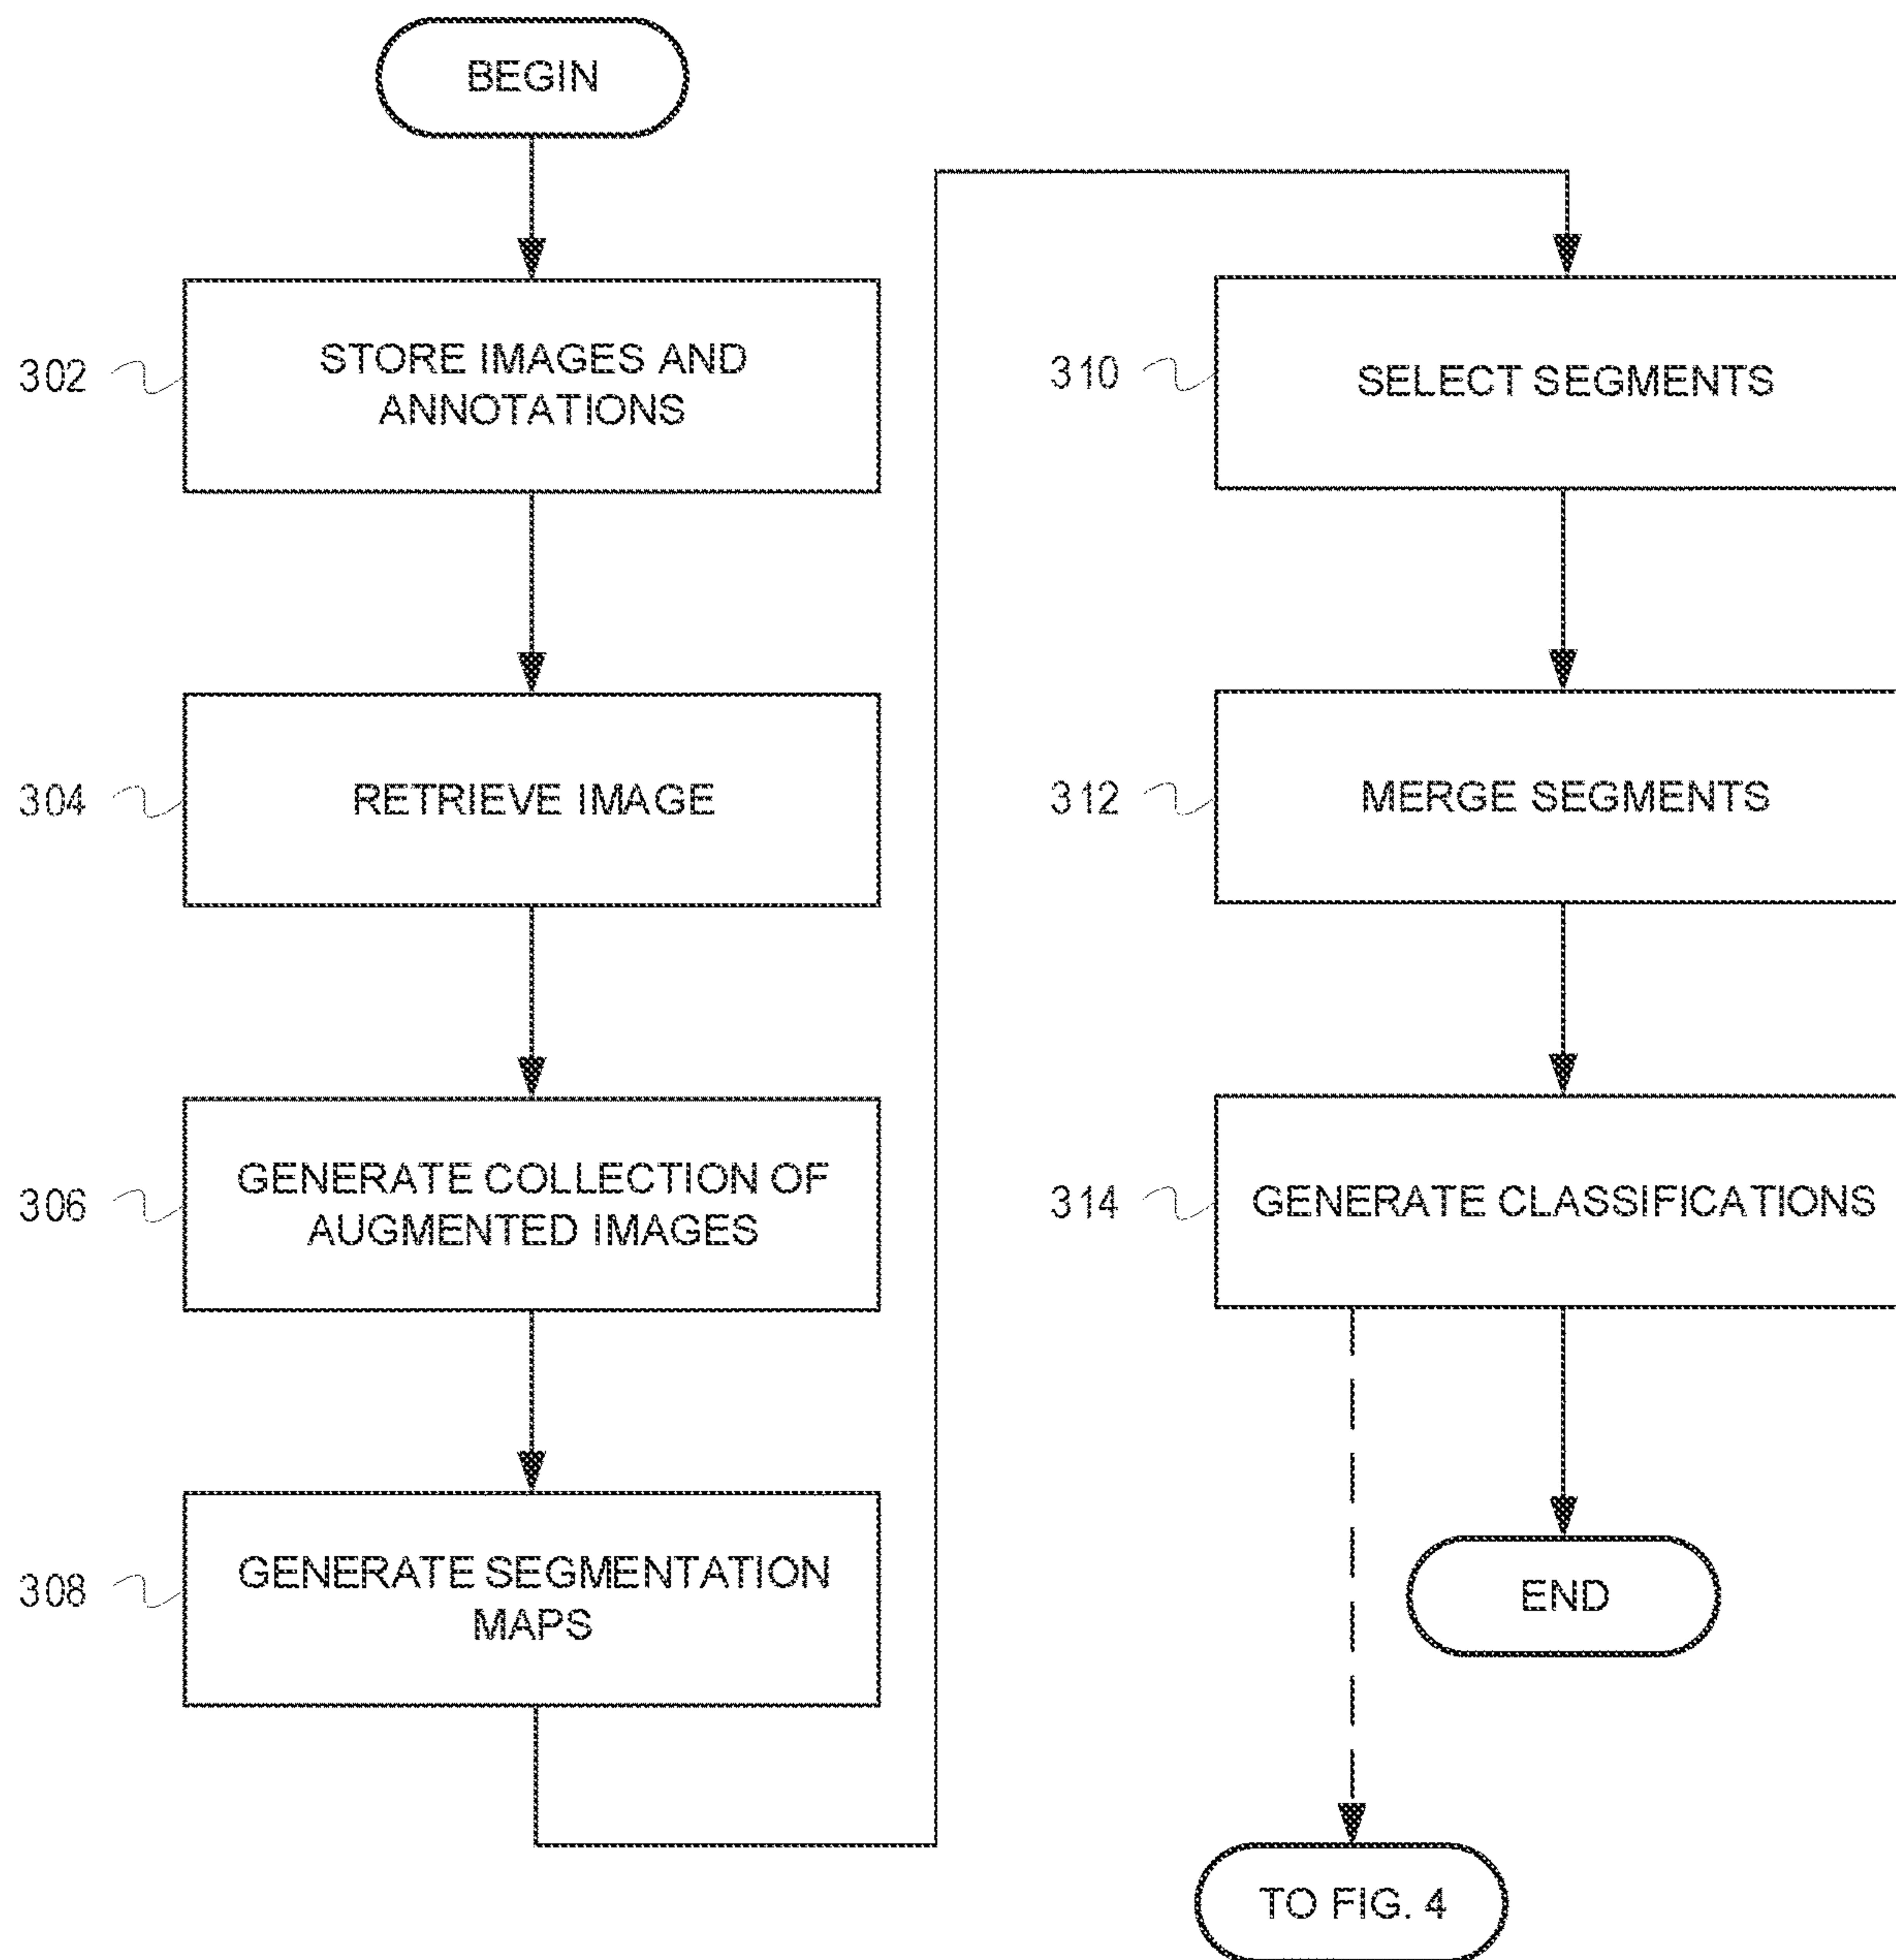 BEGIN
302
STORE IMAGES AND
ANNOTATIONS
304
RETRIEVE IMAGE
306
GENERATE COLLECTION OF
AUGMENTED IMAGES
308
GENERATE SEGMENTATION
MAPS
310
SELECT SEGMENTS
312
MERGE SEGMENTS
314
GENERATE CLASSIFICATIONS
END
TO FIG. 4